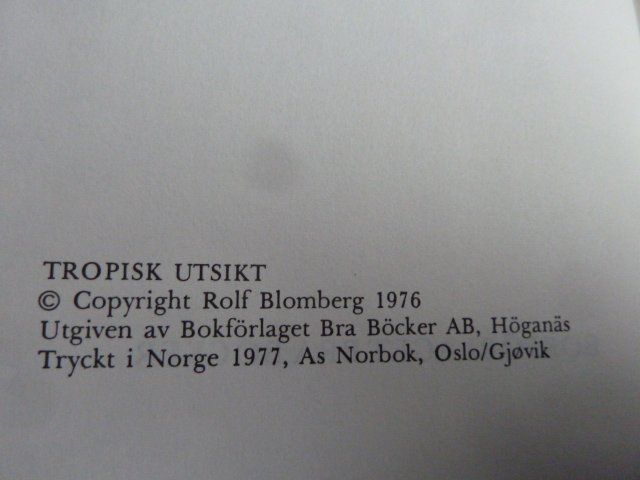 TROPISK UTSIKT
© Copyright Rolf Blomberg 1976
Utgiven av Bokförlaget Bra Böcker AB, Höganäs
Tryckt i Norge 1977, As Norbok, Oslo/Gjøvik